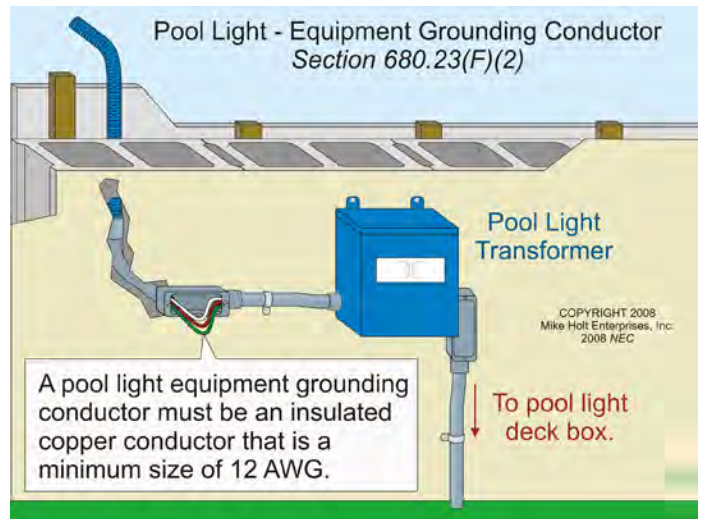 Pool Light - Equipment Grounding Conductor
Section 680.23(F)(2)
Pool Light
Transformer
COPYRIGHT 2008
Mike Holt Enterprises, Inc.
2008 NEC
A pool light equipment grounding
conductor must be an insulated
copper conductor that is a
minimum size of 12 AWG.
To pool light
deck box.